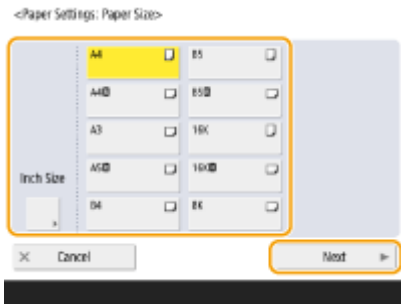 <Paper Settings: Paper Size>
A4
B5
A4R
B5R
A3
16K
A5R
16KR
Inch Size
B4
8K
Cancel
Next